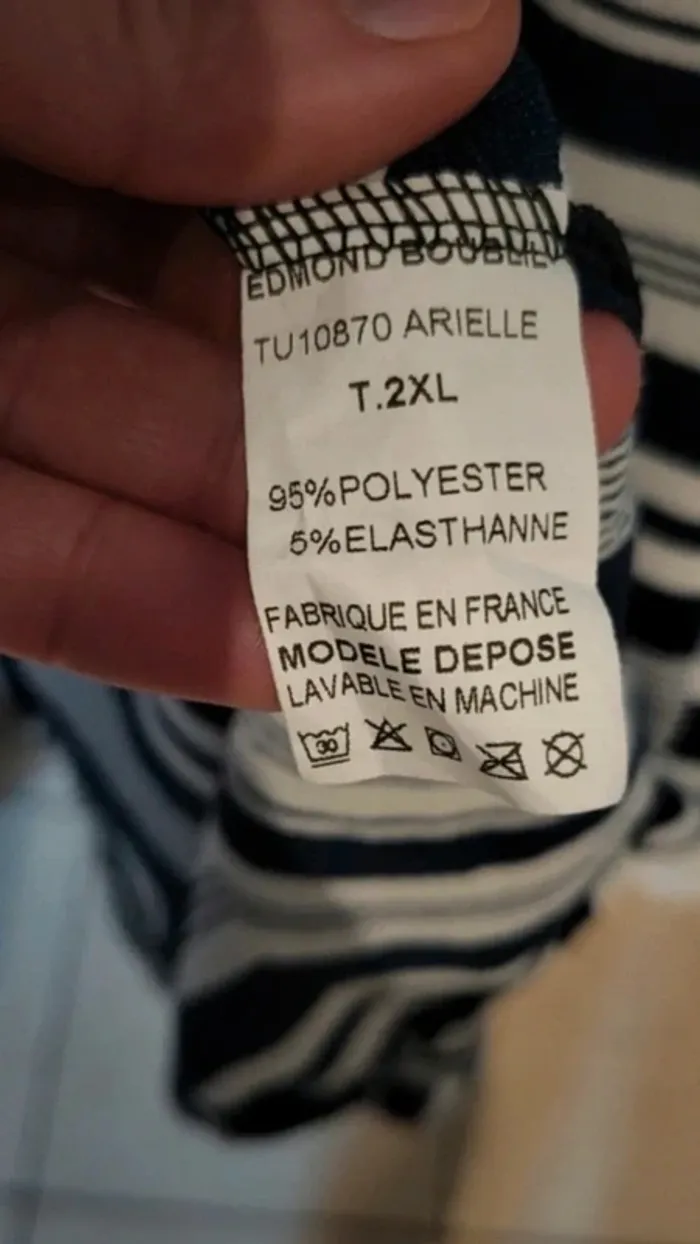 EDMOND BOUBLIL
TU10870 ARIELLE
T.2XL
95%POLYESTER
5%ELASTHANNE
FABRIQUE EN FRANCE
MODELE DEPOSE
LAVABLE EN MACHINE
30